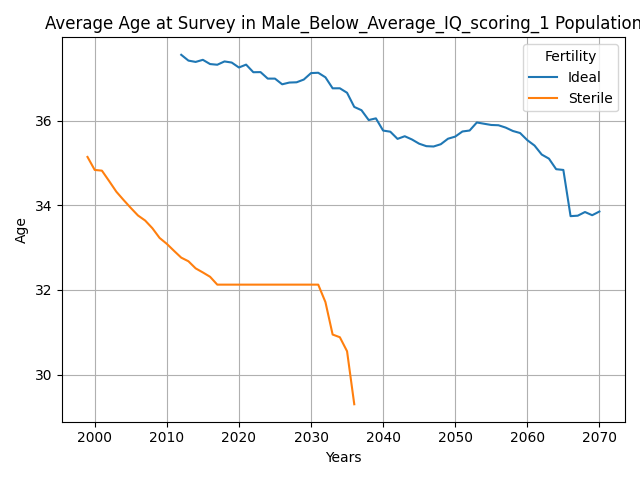 Average Age at Survey in Male_Below_Average_IQ_scoring_1 Population
Fertility
Ideal
Sterile
36
34
32
30
Age
2000 2010 2020 2030 2040 2050 2060 2070
Years